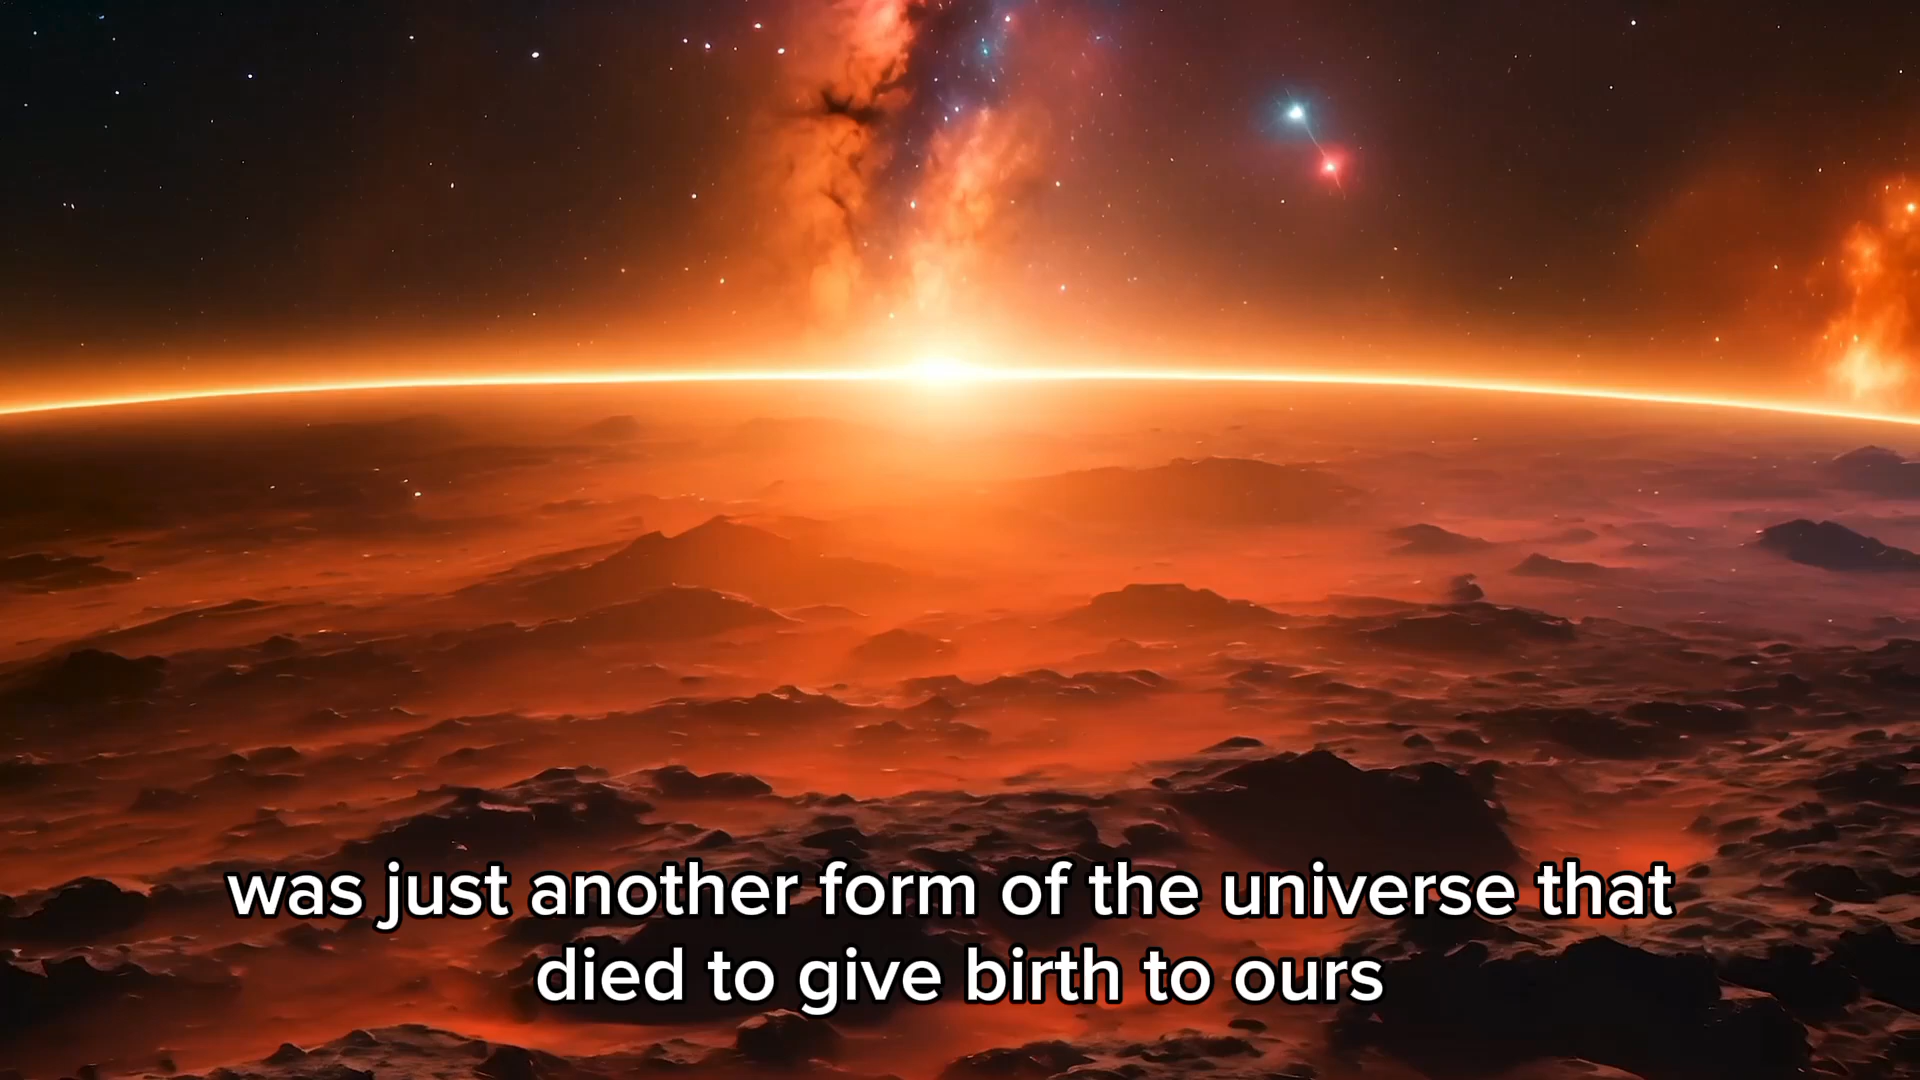 was just another form of the universe that
died to give birth to ours